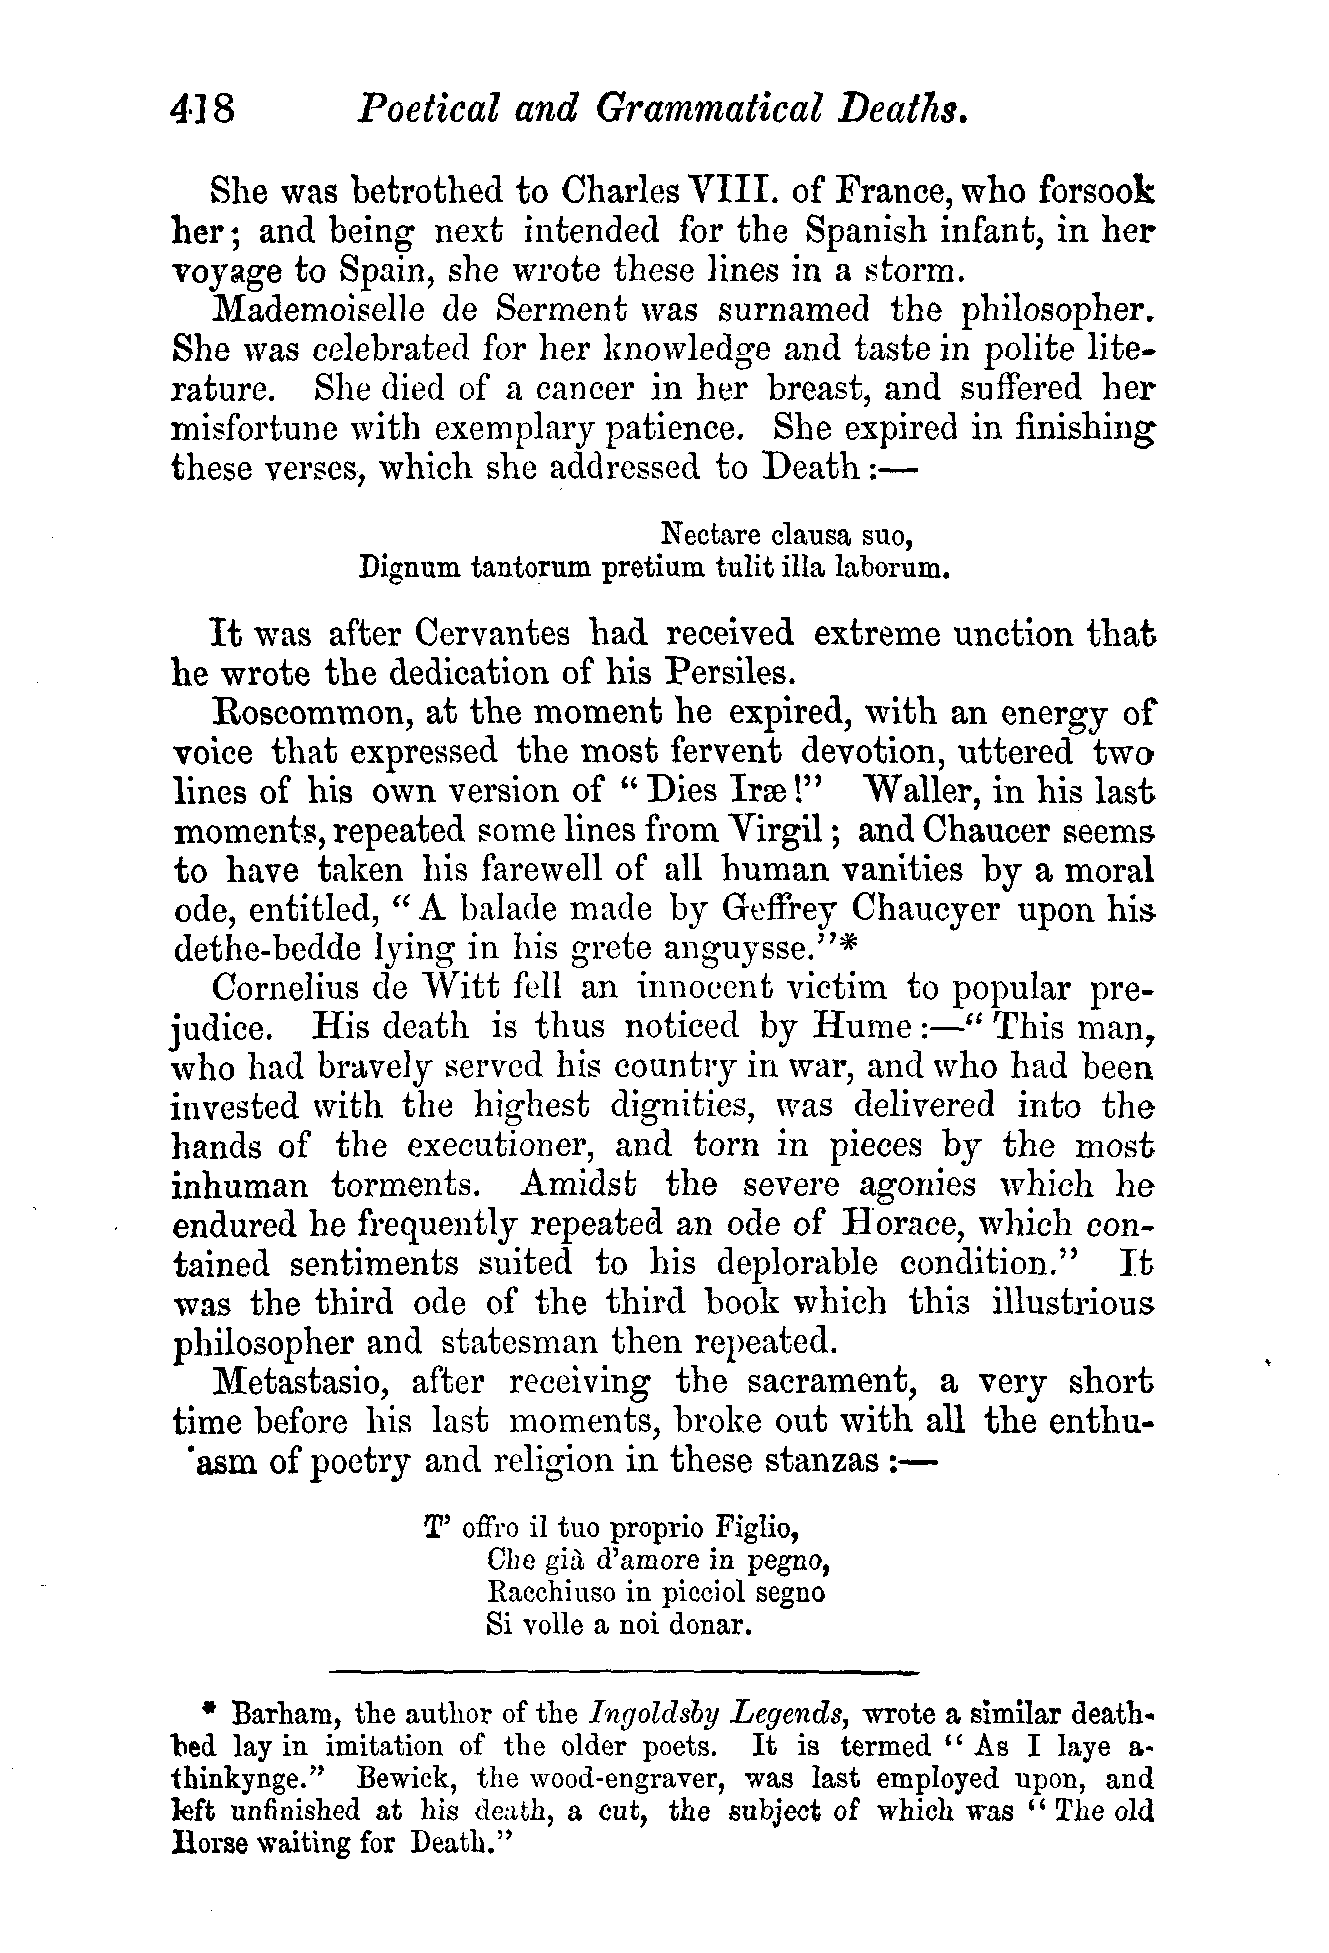 418 Poetical and Grammatical Deaths.
She was betrothed to Charles VIII. of France, who forsook
her; and being next intended for the Spanish infant, in her
voyage to Spain, she wrote these lines in a storm.
Mademoiselle de Serment was surnamed the philosopher.
She was celebrated for her knowledge and taste in polite lite-
rature. She died of a cancer in her breast, and suffered her
misfortune with exemplary patience. She expired in finishing
these verses, which she addressed to Death:—
Nectare clausa suo,
Dignum tantorum pretium tulit illa laborum.
It was after Cervantes had received extreme unction that
he wrote the dedication of his Persiles.
Roscommon, at the moment he expired, with an energy of
voice that expressed the most fervent devotion, uttered two
lines of his own version of “Dies Iræ!” Waller, in his last
moments, repeated some lines from Virgil; and Chaucer seems
to have taken his farewell of all human vanities by a moral
ode, entitled, “A balade made by Geffrey Chaucyer upon his
dethe-bedde lying in his grete anguysse.”*
Cornelius de Witt fell an innocent victim to popular pre-
judice. His death is thus noticed by Hume:—“This man,
who had bravely served his country in war, and who had been
invested with the highest dignities, was delivered into the
hands of the executioner, and torn in pieces by the most
inhuman torments. Amidst the severe agonies which he
endured he frequently repeated an ode of Horace, which con-
tained sentiments suited to his deplorable condition.” It
was the third ode of the third book which this illustrious
philosopher and statesman then repeated.
Metastasio, after receiving the sacrament, a very short
time before his last moments, broke out with all the enthu-
asm of poetry and religion in these stanzas:—
T’ offro il tuo proprio Figlio,
Che già d’amore in pegno,
Racchiuso in picciol segno
Si volle a noi donar.
* Barham, the author of the Ingoldsby Legends, wrote a similar death-
bed lay in imitation of the older poets. It is termed “As I laye a-
thinkynge.” Bewick, the wood-engraver, was last employed upon, and
left unfinished at his death, a cut, the subject of which was “The old
Horse waiting for Death.”